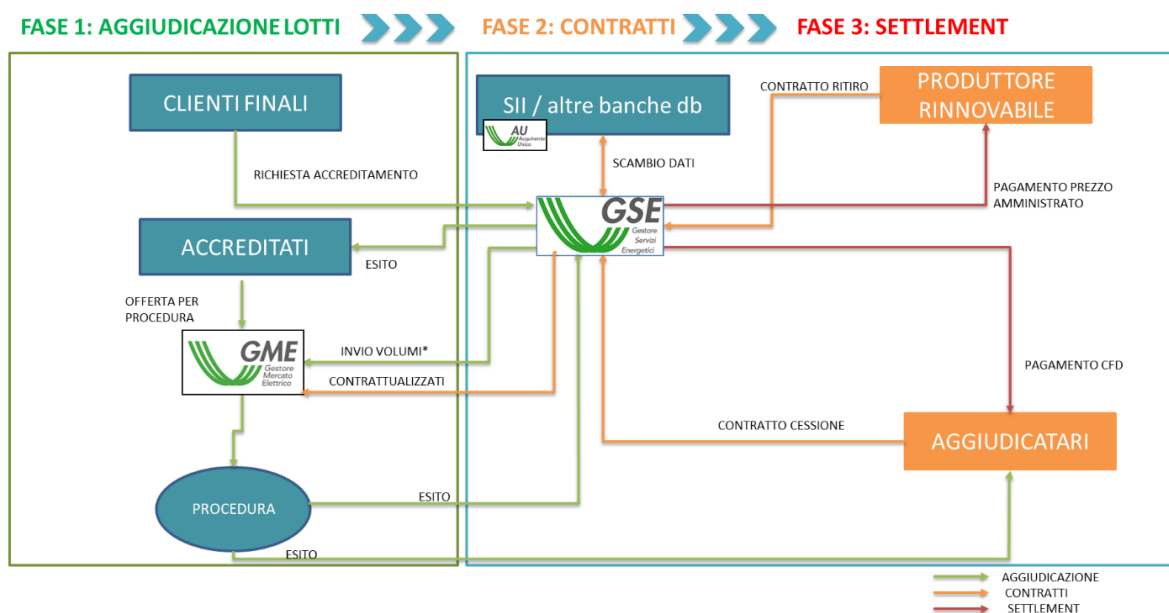 FASE 1: AGGIUDICAZIONE LOTTI
FASE 2: CONTRATTI
FASE 3: SETTLEMENT
CLIENTI FINALI
SII / altre banche db
AU
Acquirente
Unico
CONTRATTO RITIRO
PRODUTTORE
RINNOVABILE
RICHIESTA ACCREDITAMENTO
SCAMBIO DATI
PAGAMENTO PREZZO
AMMINISTRATO
GSE
Gestore
Servizi
Energetici
ACCREDITATI
ESITO
OFFERTA PER
PROCEDURA
GME
Gestore
Mercato
Elettrico
INVIO VOLUMI*
CONTRATTUALIZZATI
PAGAMENTO CFD
CONTRATTO CESSIONE
AGGIUDICATARI
PROCEDURA
ESITO
ESITO
AGGIUDICAZIONE
CONTRATTI
SETTLEMENT